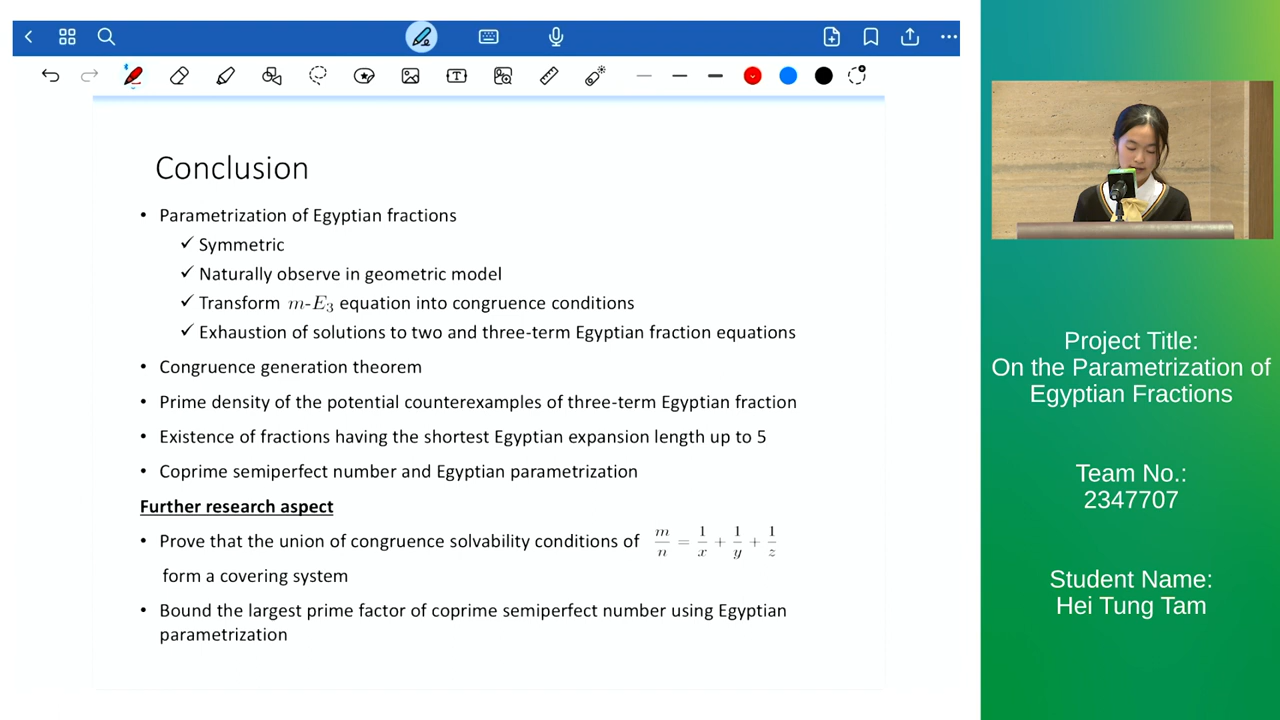 Conclusion
• Parametrization of Egyptian fractions
✓ Symmetric
✓ Naturally observe in geometric model
✓ Transform m-E₃ equation into congruence conditions
✓ Exhaustion of solutions to two and three-term Egyptian fraction equations
• Congruence generation theorem
• Prime density of the potential counterexamples of three-term Egyptian fraction
• Existence of fractions having the shortest Egyptian expansion length up to 5
• Coprime semiperfect number and Egyptian parametrization
Further research aspect
• Prove that the union of congruence solvability conditions of m/n = 1/x + 1/y + 1/z
form a covering system
• Bound the largest prime factor of coprime semiperfect number using Egyptian
parametrization
Project Title:
On the Parametrization of
Egyptian Fractions
Team No.:
2347707
Student Name:
Hei Tung Tam